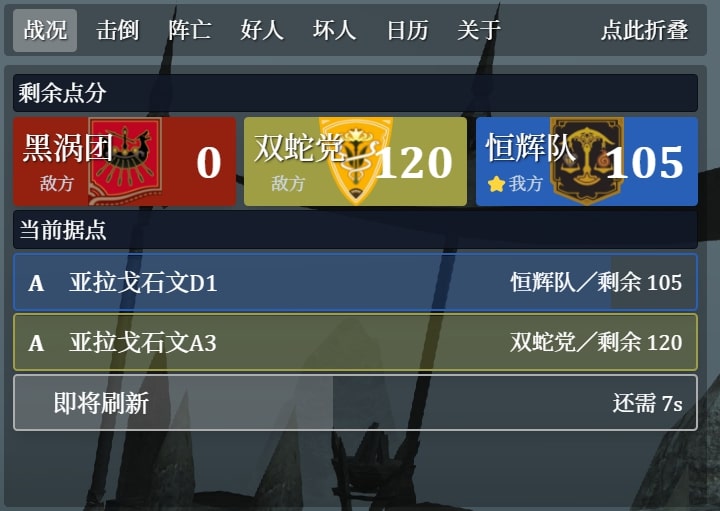 战况 击倒 阵亡 好人 坏人 日历 关于 点此折叠
剩余点分
黑涡团 0 双蛇党 120 恒辉队 105
敌方 敌方 我方
当前据点
A 亚拉戈石文D1 恒辉队／剩余 105
A 亚拉戈石文A3 双蛇党／剩余 120
即将刷新 还需 7s